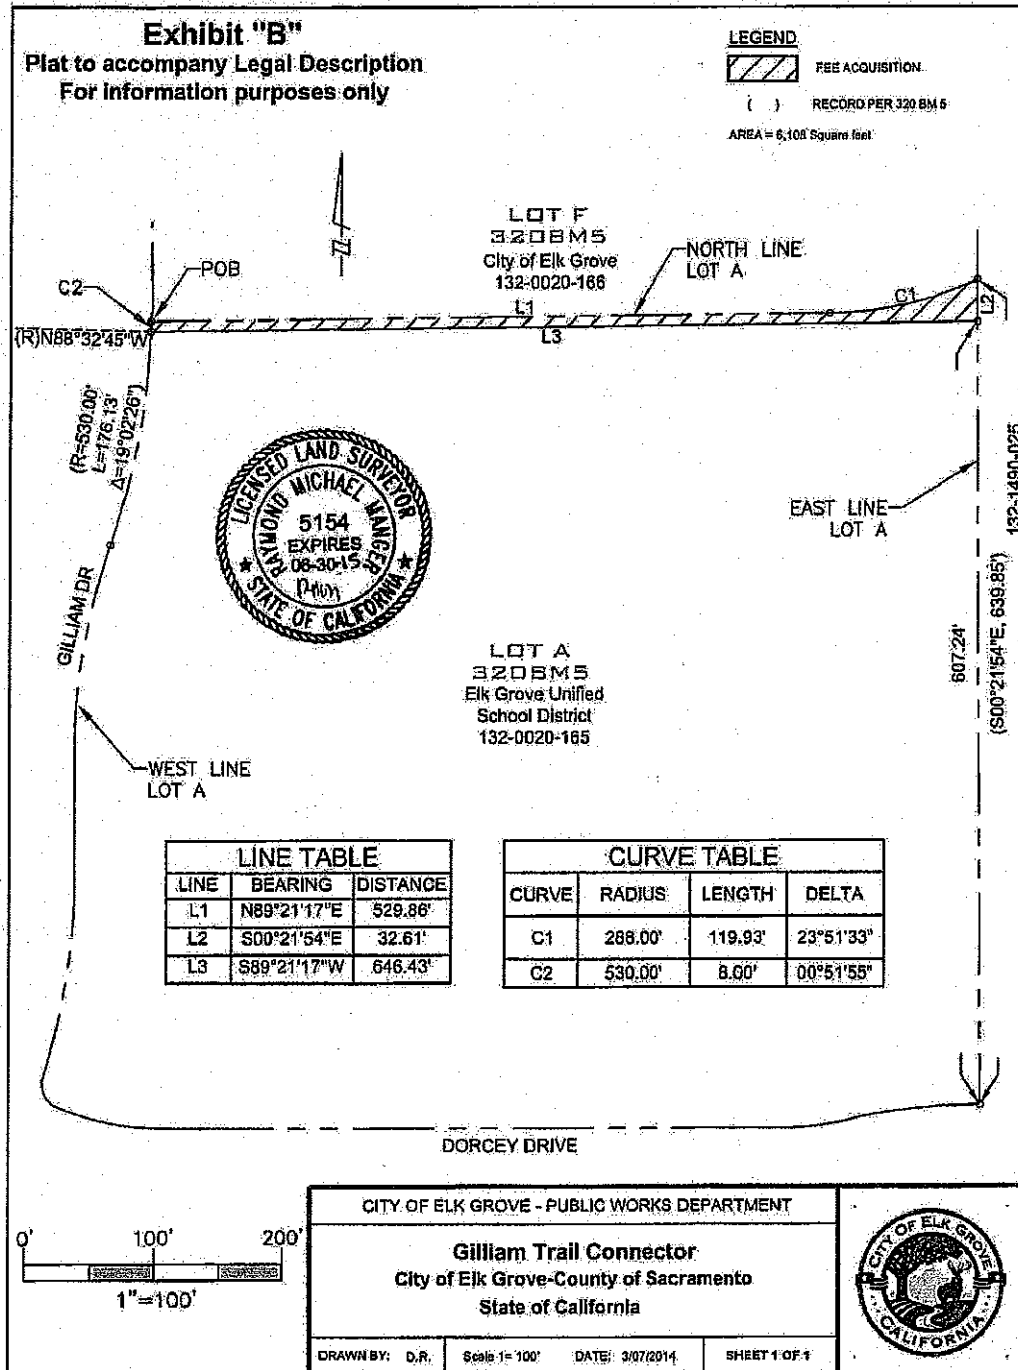 Exhibit "B"
Plat to accompany Legal Description
For information purposes only
LEGEND
FEE ACQUISITION
( ) RECORD PER 320 BM 5
AREA = 6,108 Square feet
N
LOT F
320BM5
City of Elk Grove
132-0020-166
NORTH LINE
LOT A
POB
C2
L1
C1
L2
L3
(R)N88°32'45"W
(R=530.00'
L=176.13'
Δ=19°02'26")
LICENSED LAND SURVEYOR
RAYMOND MICHAEL MANGER
5154
EXPIRES
06-30-15
STATE OF CALIFORNIA
EAST LINE
LOT A
132-1490-025
GILLIAM DR
607.24'
(S00°21'54"E, 639.85')
LOT A
320BM5
Elk Grove Unified
School District
132-0020-165
WEST LINE
LOT A
LINE TABLE
LINE BEARING DISTANCE
L1 N89°21'17"E 529.86'
L2 S00°21'54"E 32.61'
L3 S89°21'17"W 646.43'
CURVE TABLE
CURVE RADIUS LENGTH DELTA
C1 288.00' 119.93' 23°51'33"
C2 530.00' 8.00' 00°51'55"
DORCEY DRIVE
0' 100' 200'
1"=100'
CITY OF ELK GROVE - PUBLIC WORKS DEPARTMENT
Gilliam Trail Connector
City of Elk Grove-County of Sacramento
State of California
DRAWN BY: D.R. Scale 1= 100' DATE: 3/07/2014 SHEET 1 OF 1
CITY OF ELK GROVE
CALIFORNIA